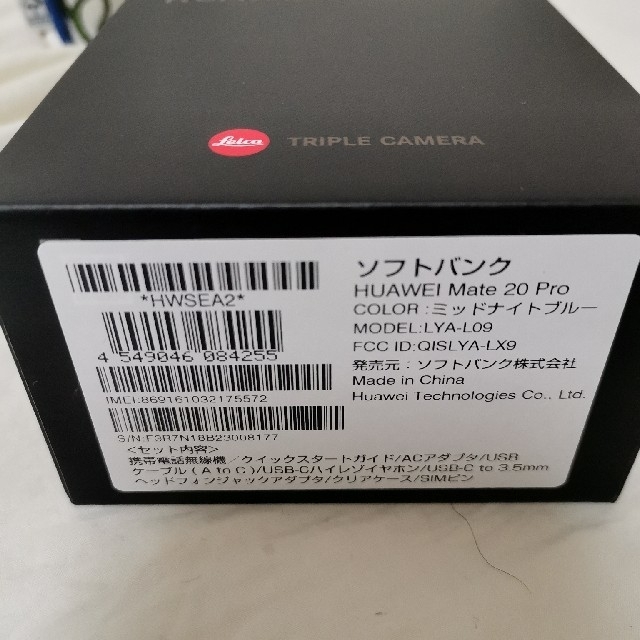 Leica TRIPLE CAMERA
*HWSEA2*
4 549046 084255
IMEI:869161032175572
S/N:F3R7N18B23008177
ソフトバンク
HUAWEI Mate 20 Pro
COLOR:ミッドナイトブルー
MODEL:LYA-L09
FCC ID:QISLYA-LX9
発売元:ソフトバンク株式会社
Made in China
Huawei Technologies Co., Ltd.
<セット内容>
携帯電話無線機/クイックスタートガイド/ACアダプタ/USB
ケーブル(A to C)/USB-Cハイレゾイヤホン/USB-C to 3.5mm
ヘッドフォンジャックアダプタ/クリアケース/SIMピン